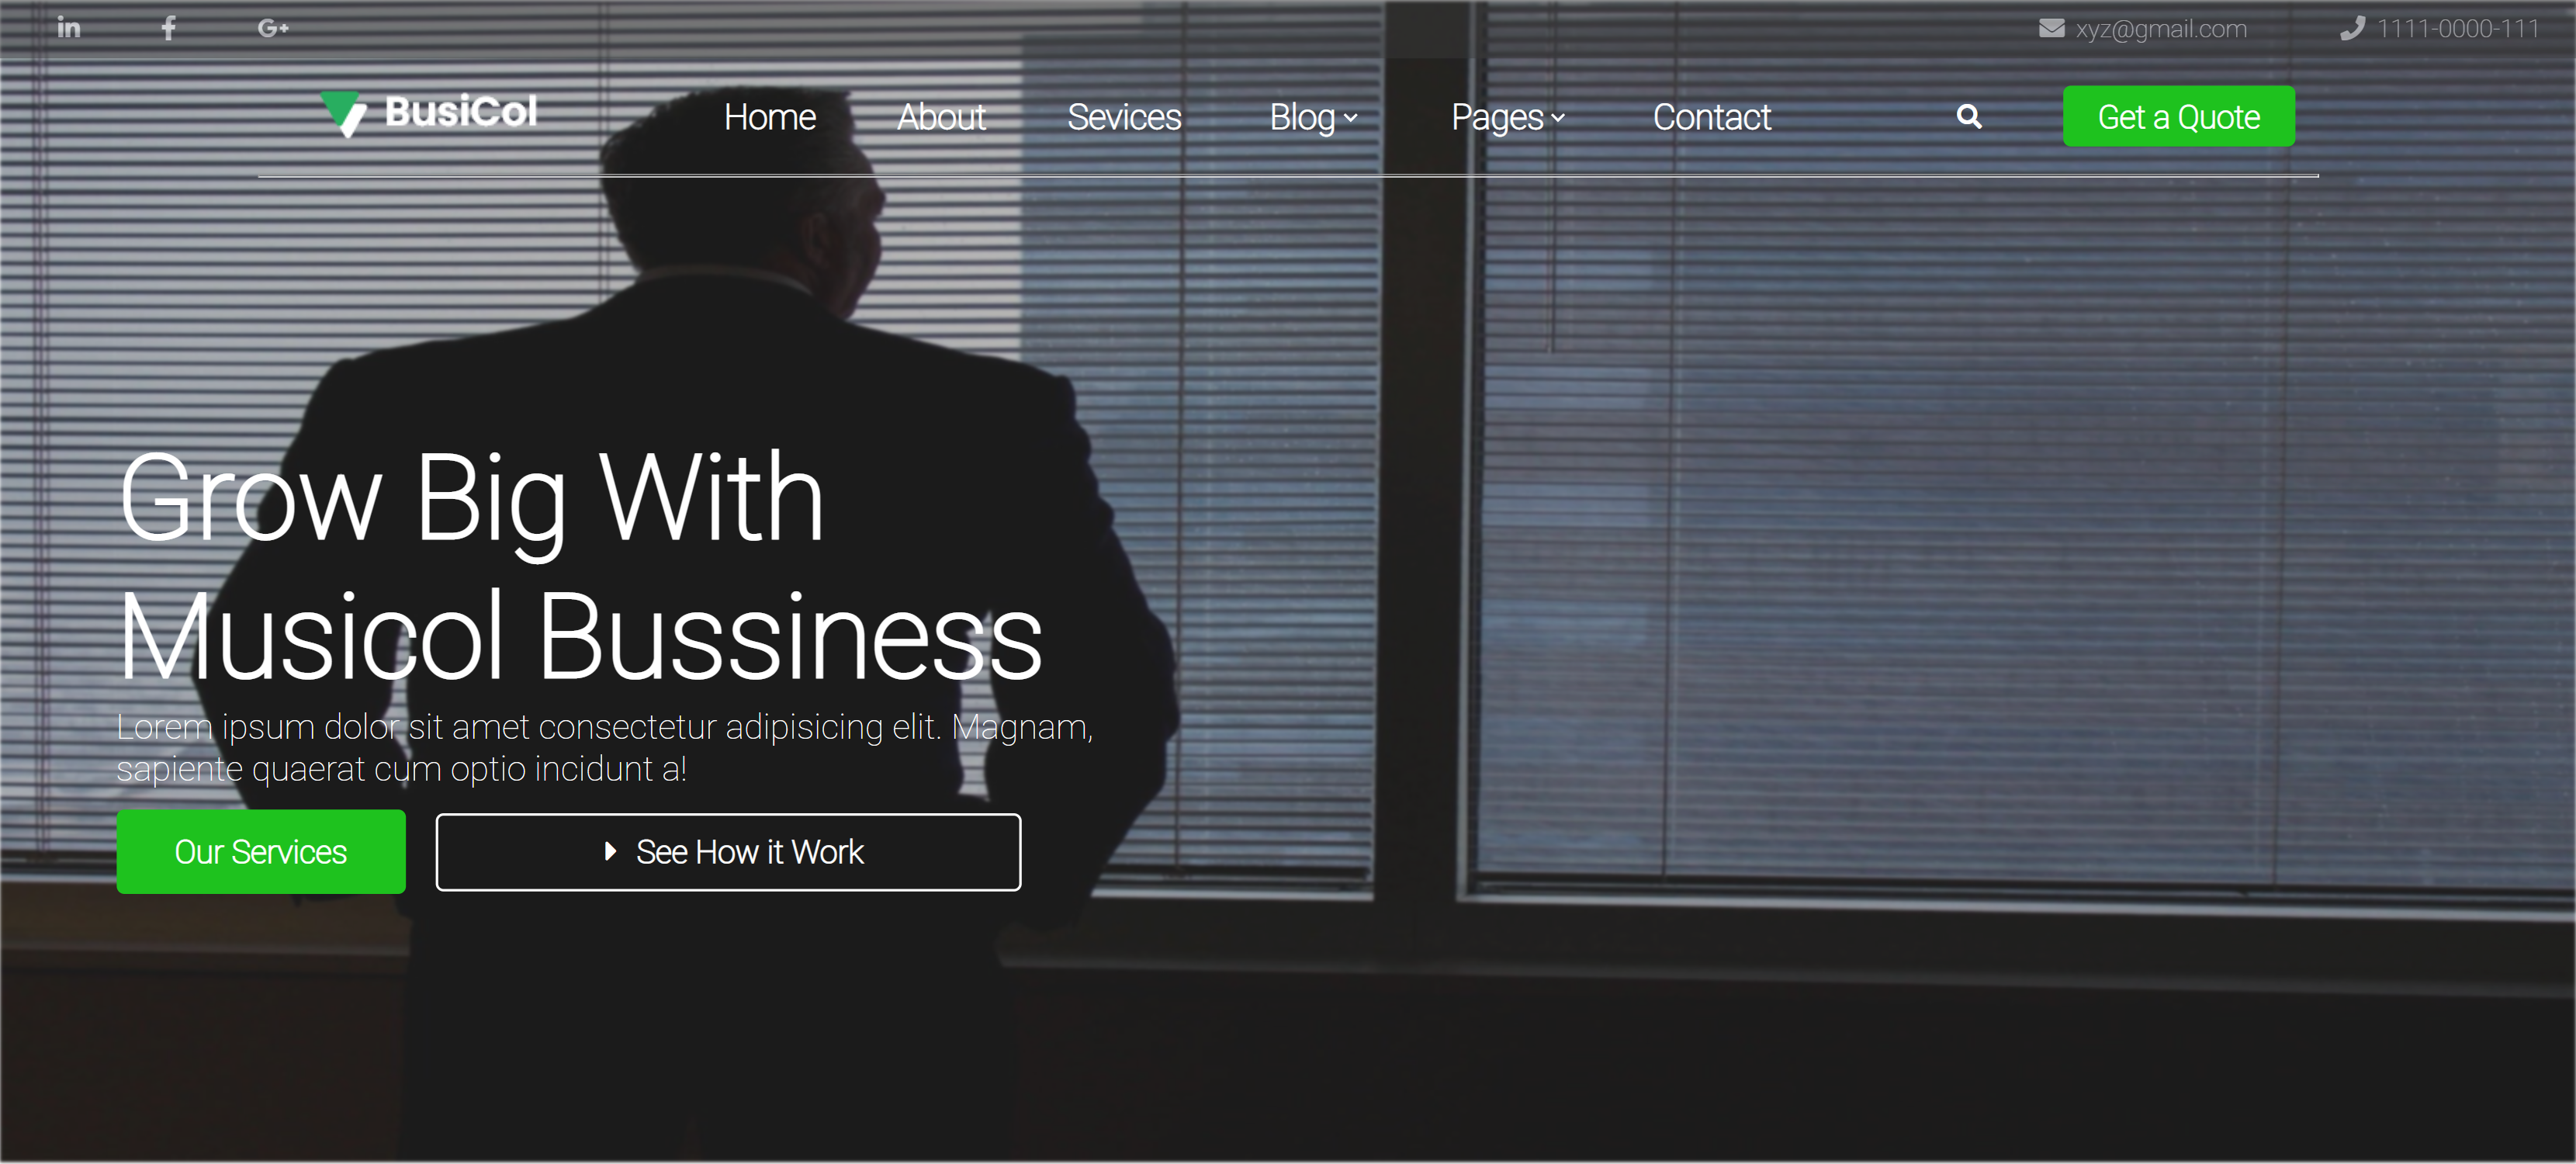 xyz@gmail.com 1111-0000-111
BusiCol Home About Sevices Blog Pages Contact Get a Quote
Grow Big With
Musicol Bussiness
Lorem ipsum dolor sit amet consectetur adipisicing elit. Magnam,
sapiente quaerat cum optio incidunt a!
Our Services See How it Work